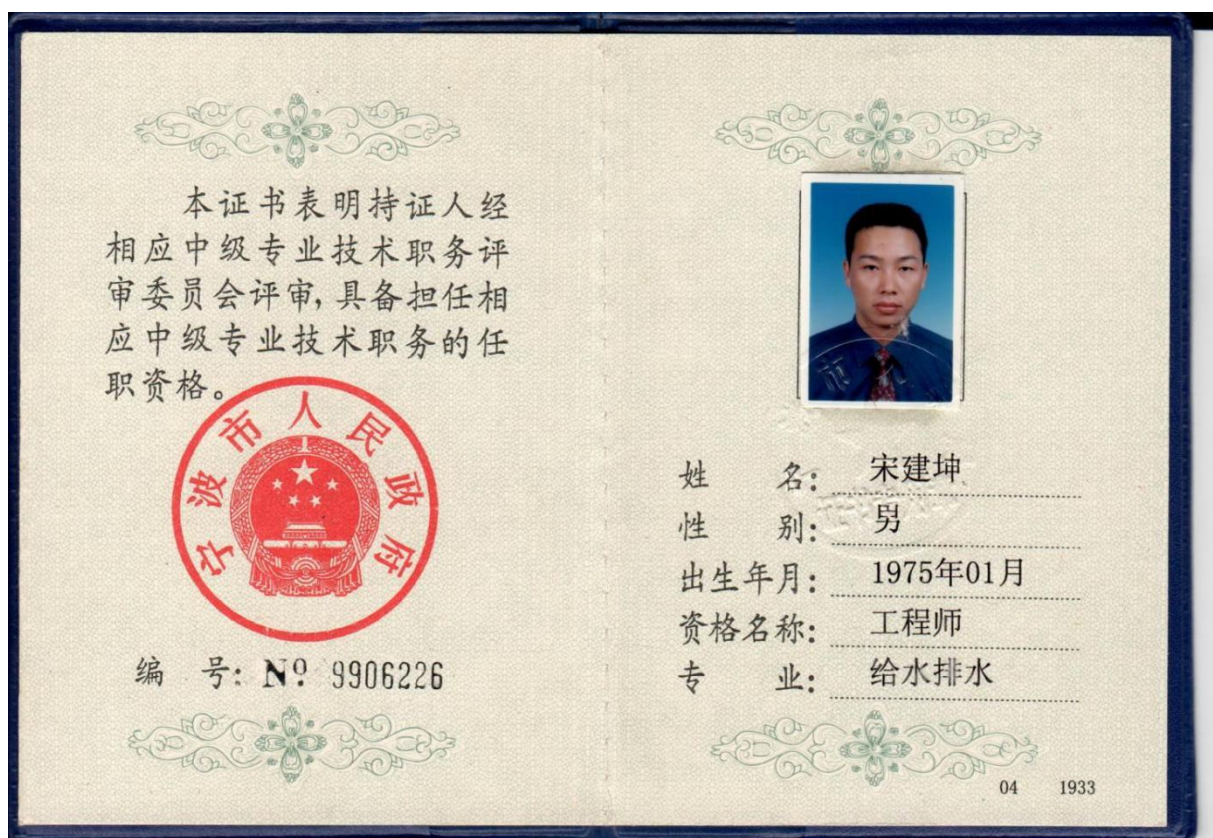 本证书表明持证人经
相应中级专业技术职务评
审委员会评审,具备担任相
应中级专业技术职务的任
职资格。
宁波市人民政府
编 号: Nº 9906226
姓 名: 宋建坤
性 别: 男
出生年月: 1975年01月
资格名称: 工程师
专 业: 给水排水
04 1933